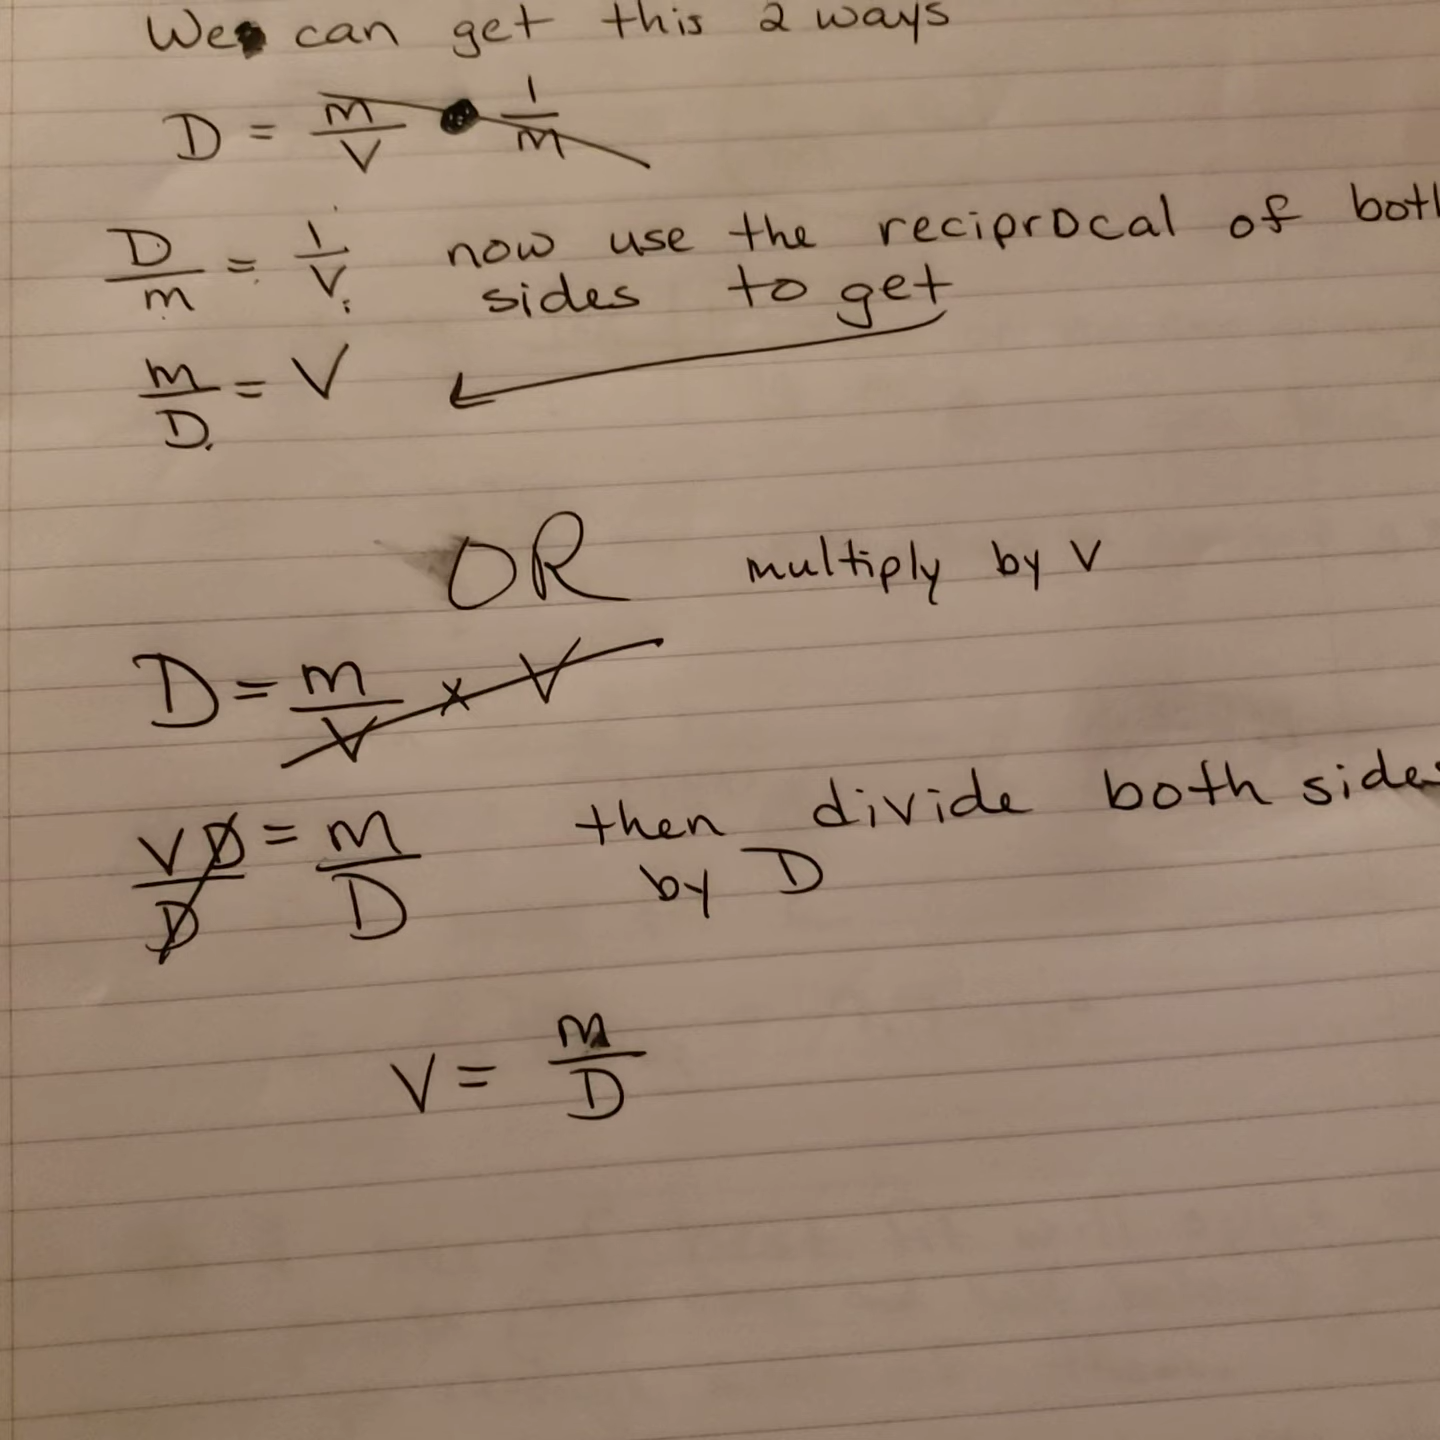 We can get this 2 ways
D = m/V • 1/m
D/m = 1/V now use the reciprocal of both
sides to get
m/D = V
OR multiply by V
D = m/V x V
VD/D = m/D then divide both sides
by D
V = m/D